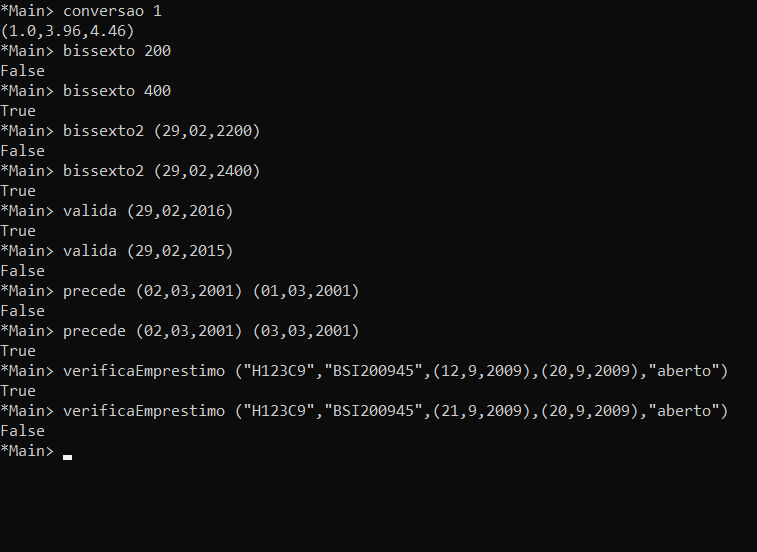 *Main> conversao 1
(1.0,3.96,4.46)
*Main> bissexto 200
False
*Main> bissexto 400
True
*Main> bissexto2 (29,02,2200)
False
*Main> bissexto2 (29,02,2400)
True
*Main> valida (29,02,2016)
True
*Main> valida (29,02,2015)
False
*Main> precede (02,03,2001) (01,03,2001)
False
*Main> precede (02,03,2001) (03,03,2001)
True
*Main> verificaEmprestimo ("H123C9","BSI200945",(12,9,2009),(20,9,2009),"aberto")
True
*Main> verificaEmprestimo ("H123C9","BSI200945",(21,9,2009),(20,9,2009),"aberto")
False
*Main>